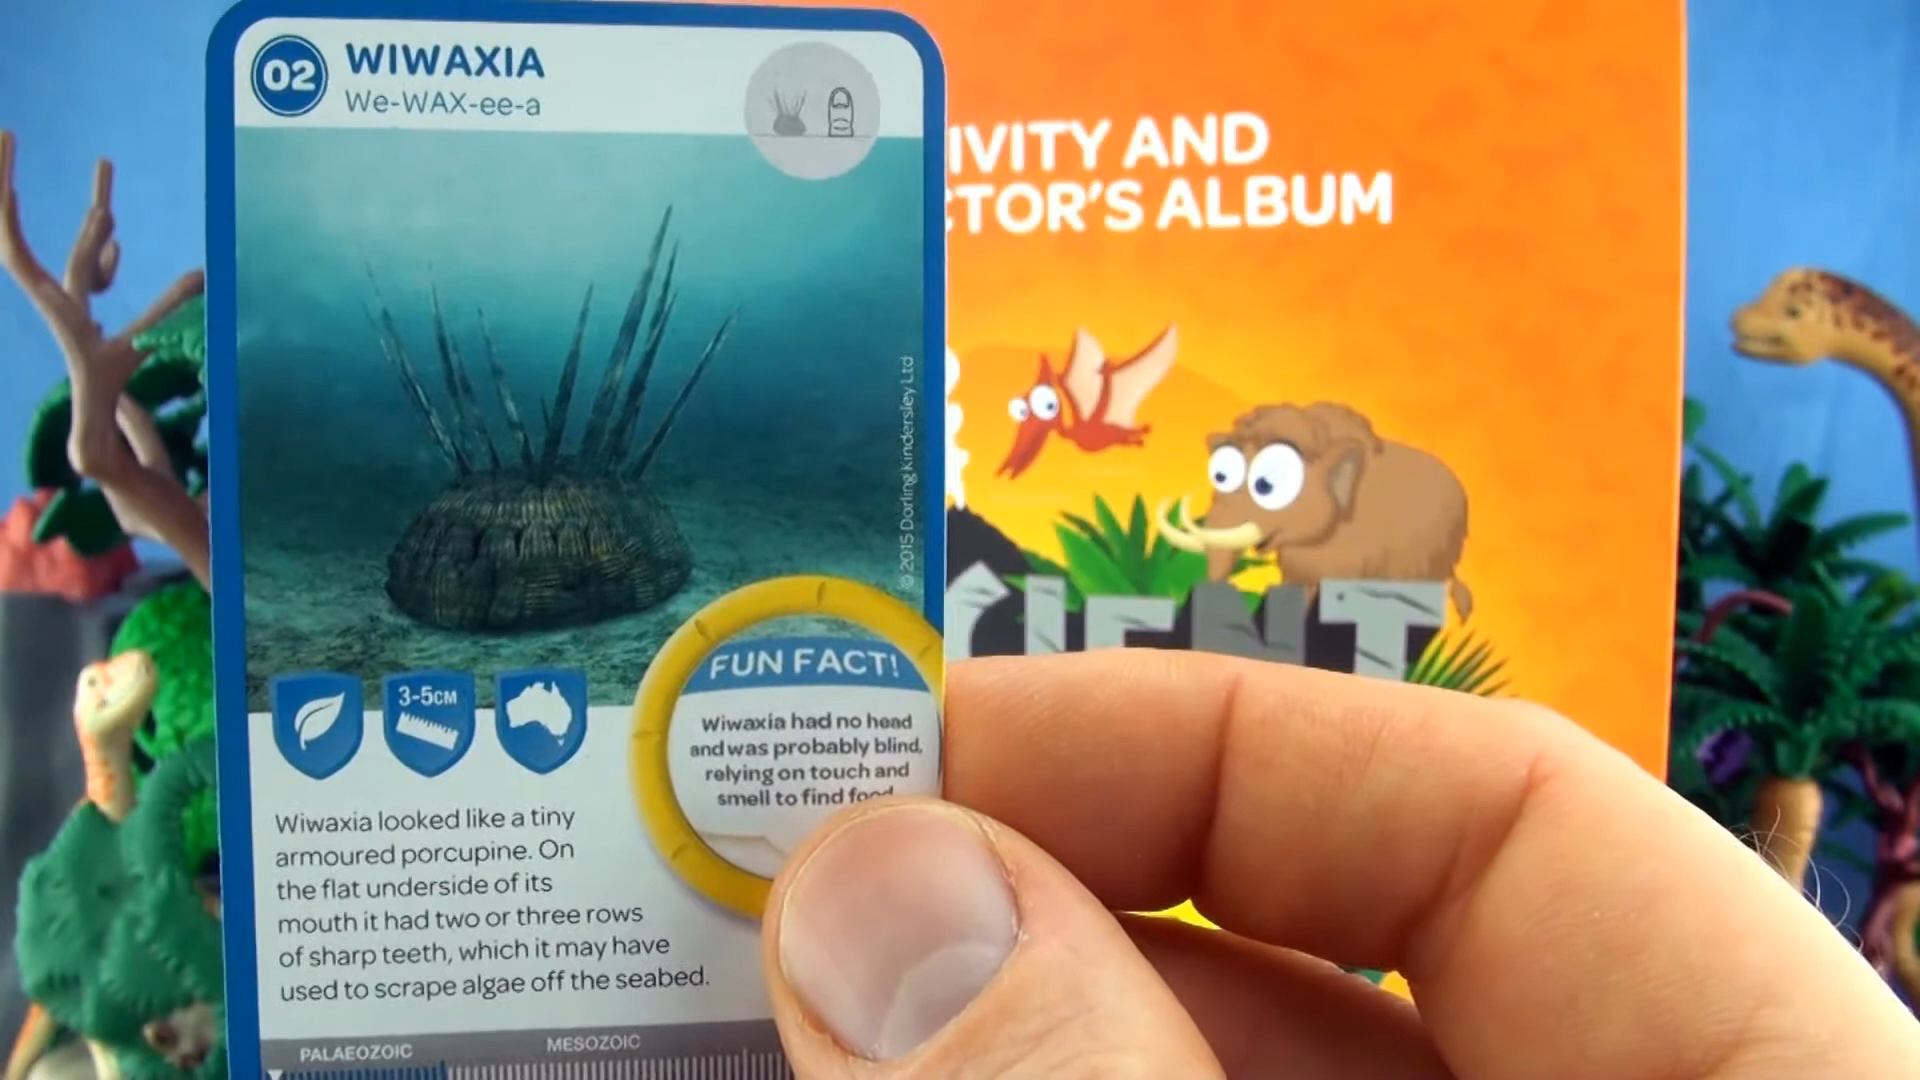 02
WIWAXIA
We-WAX-ee-a
© 2015 Dorling Kindersley Ltd
3-5CM
FUN FACT!
Wiwaxia had no head
and was probably blind,
relying on touch and
smell to find food
Wiwaxia looked like a tiny
armoured porcupine. On
the flat underside of its
mouth it had two or three rows
of sharp teeth, which it may have
used to scrape algae off the seabed.
PALAEOZOIC
MESOZOIC
IVITY AND
CTOR'S ALBUM
CIENT